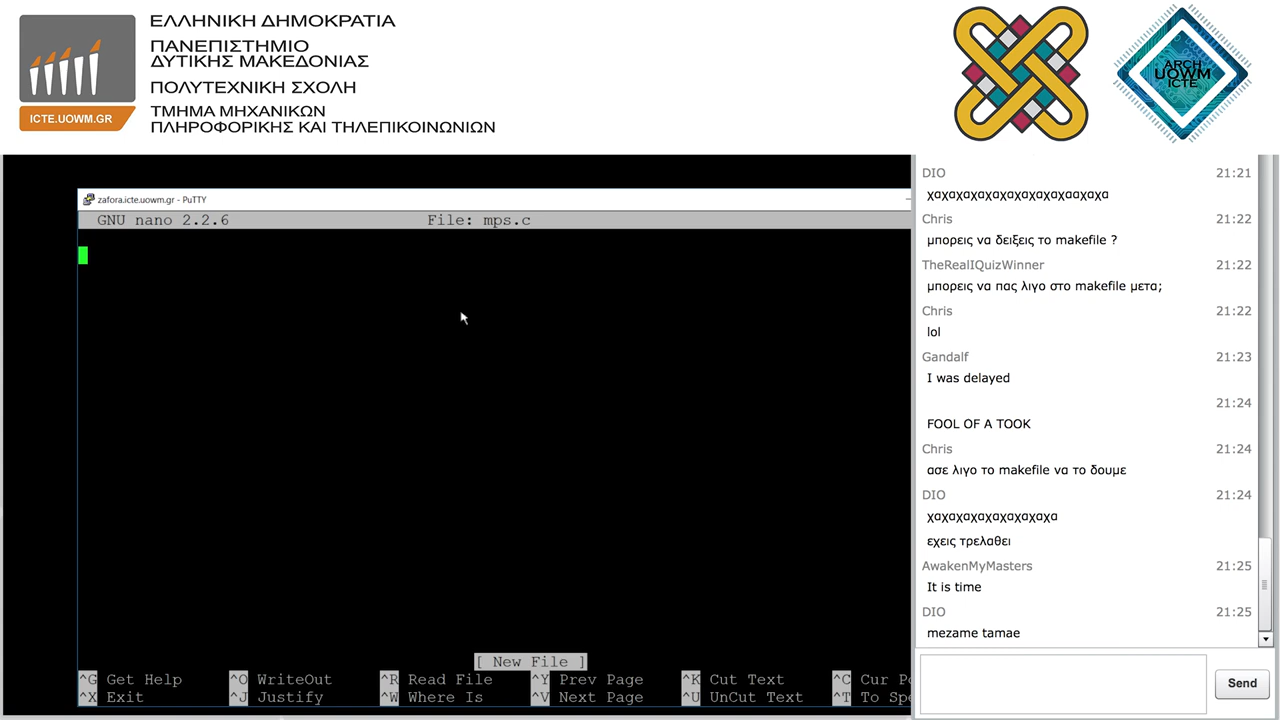 ICTE.UOWM.GR
ΕΛΛΗΝΙΚΗ ΔΗΜΟΚΡΑΤΙΑ
ΠΑΝΕΠΙΣΤΗΜΙΟ
ΔΥΤΙΚΗΣ ΜΑΚΕΔΟΝΙΑΣ
ΠΟΛΥΤΕΧΝΙΚΗ ΣΧΟΛΗ
ΤΜΗΜΑ ΜΗΧΑΝΙΚΩΝ
ΠΛΗΡΟΦΟΡΙΚΗΣ ΚΑΙ ΤΗΛΕΠΙΚΟΙΝΩΝΙΩΝ
ARCH
UOWM
ICTE
zafora.icte.uowm.gr - PuTTY
GNU nano 2.2.6 File: mps.c
[ New File ]
^G Get Help ^O WriteOut ^R Read File ^Y Prev Page ^K Cut Text ^C Cur Po
^X Exit ^J Justify ^W Where Is ^V Next Page ^U UnCut Text ^T To Spe
DIO 21:21
χαχαχαχαχαχαχαχαχαχααχαχα
Chris 21:22
μπορεις να δειξεις το makefile ?
TheRealIQuizWinner 21:22
μπορεις να πας λιγο στο makefile μετα;
Chris 21:22
lol
Gandalf 21:23
I was delayed
21:24
FOOL OF A TOOK
Chris 21:24
ασε λιγο το makefile να το δουμε
DIO 21:24
χαχαχαχαχαχαχαχαχα
εχεις τρελαθει
AwakenMyMasters 21:25
It is time
DIO 21:25
mezame tamae
Send